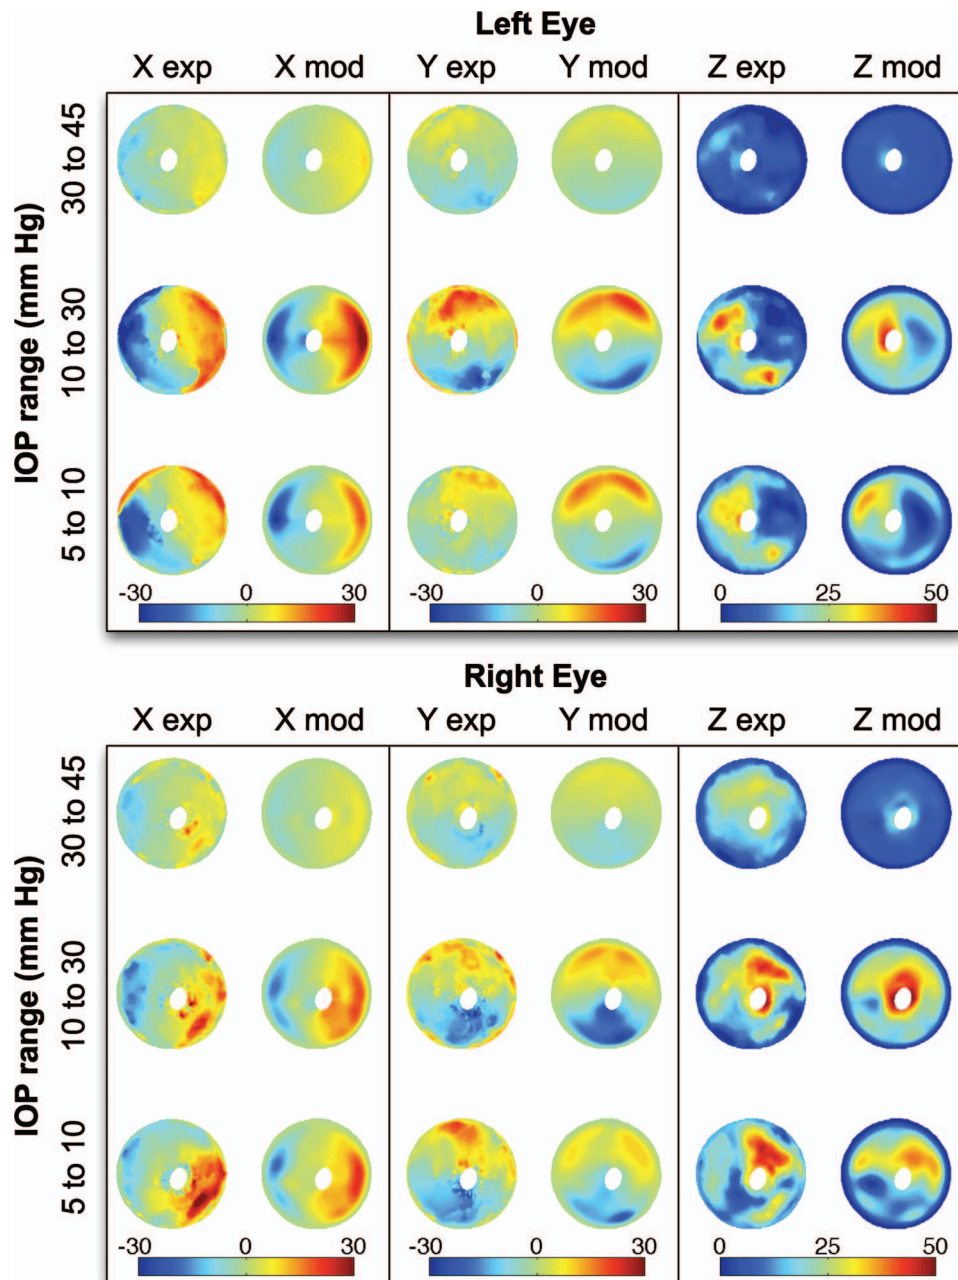 Left Eye
X exp X mod Y exp Y mod Z exp Z mod
IOP range (mm Hg)
30 to 45
10 to 30
5 to 10
-30 0 30 -30 0 30 0 25 50
Right Eye
X exp X mod Y exp Y mod Z exp Z mod
IOP range (mm Hg)
30 to 45
10 to 30
5 to 10
-30 0 30 -30 0 30 0 25 50